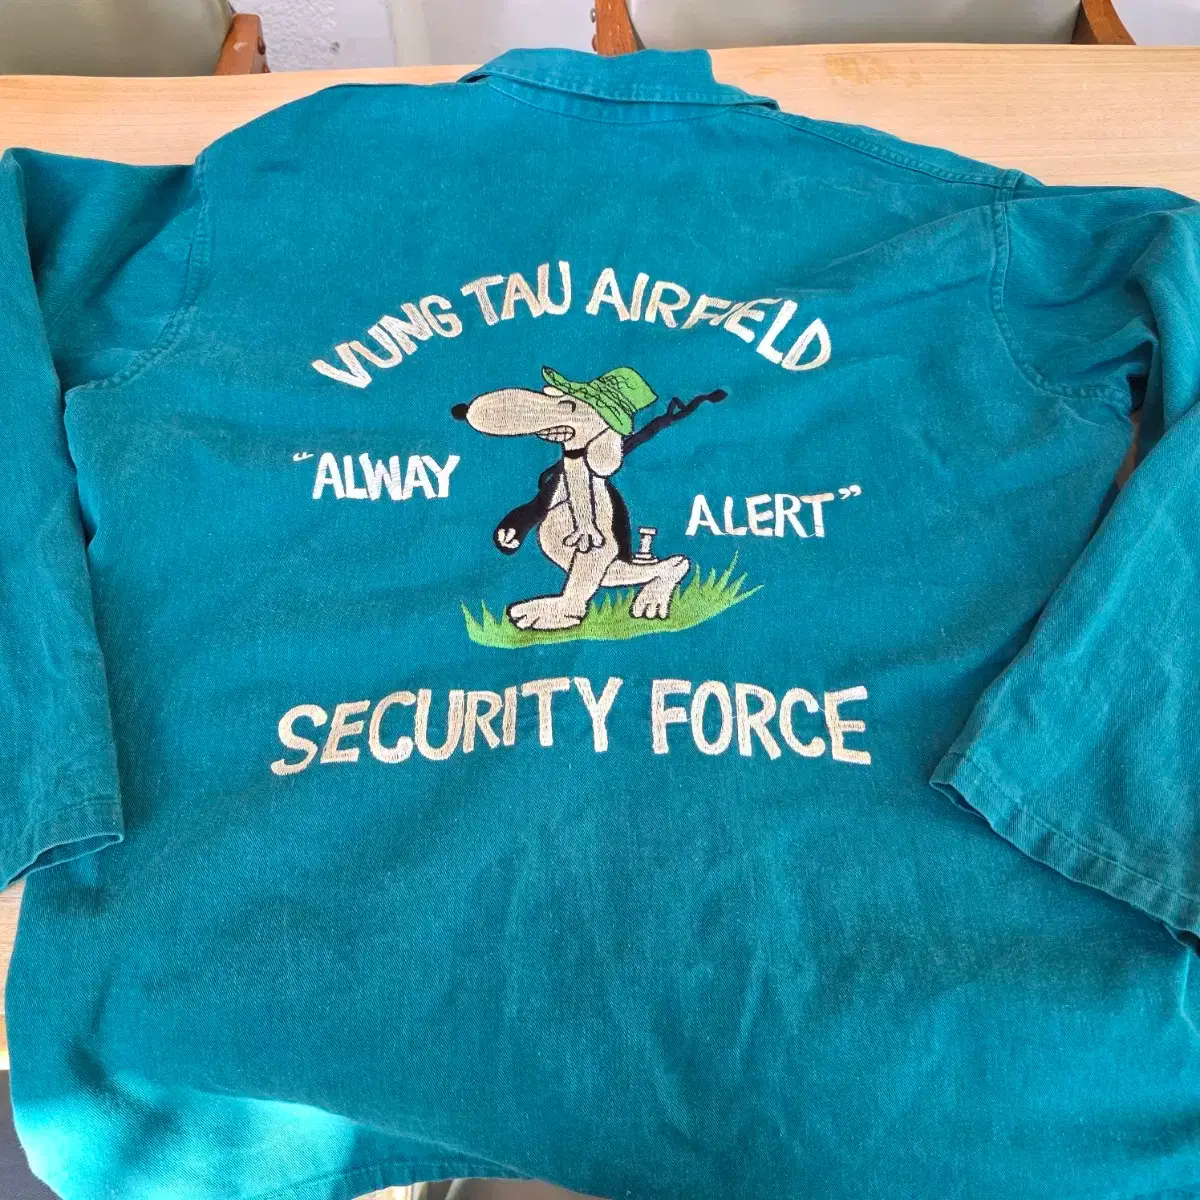 VUNG TAU AIRFIELD
"ALWAY ALERT"
SECURITY FORCE